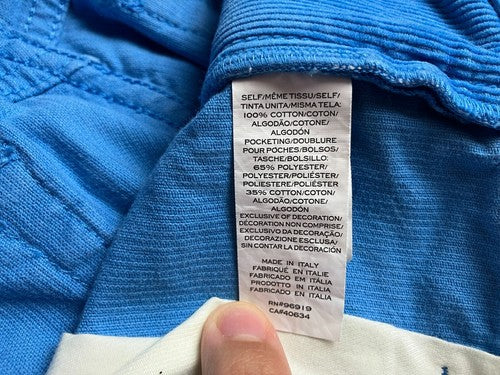 SELF/MÊME TISSU/SELF/
TINTA UNITA/MISMA TELA:
100% COTTON/COTON/
ALGODÃO/COTONE/
ALGODÓN
POCKETING/DOUBLURE
POUR POCHES/BOLSOS/
TASCHE/BOLSILLO:
65% POLYESTER/
POLYESTER/POLIÉSTER/
POLIESTERE/POLIÉSTER
35% COTTON/COTON/
ALGODÃO/COTONE/
ALGODÓN
EXCLUSIVE OF DECORATION/
DÉCORATION NON COMPRISE/
EXCLUSIVO DA DECORAÇÃO/
DECORAZIONE ESCLUSA/
SIN CONTAR LA DECORACIÓN
MADE IN ITALY
FABRIQUÉ EN ITALIE
FABRICADO EM ITÁLIA
PRODOTTO IN ITALIA
FABRICADO EN ITALIA
RN#96919
CA#40634